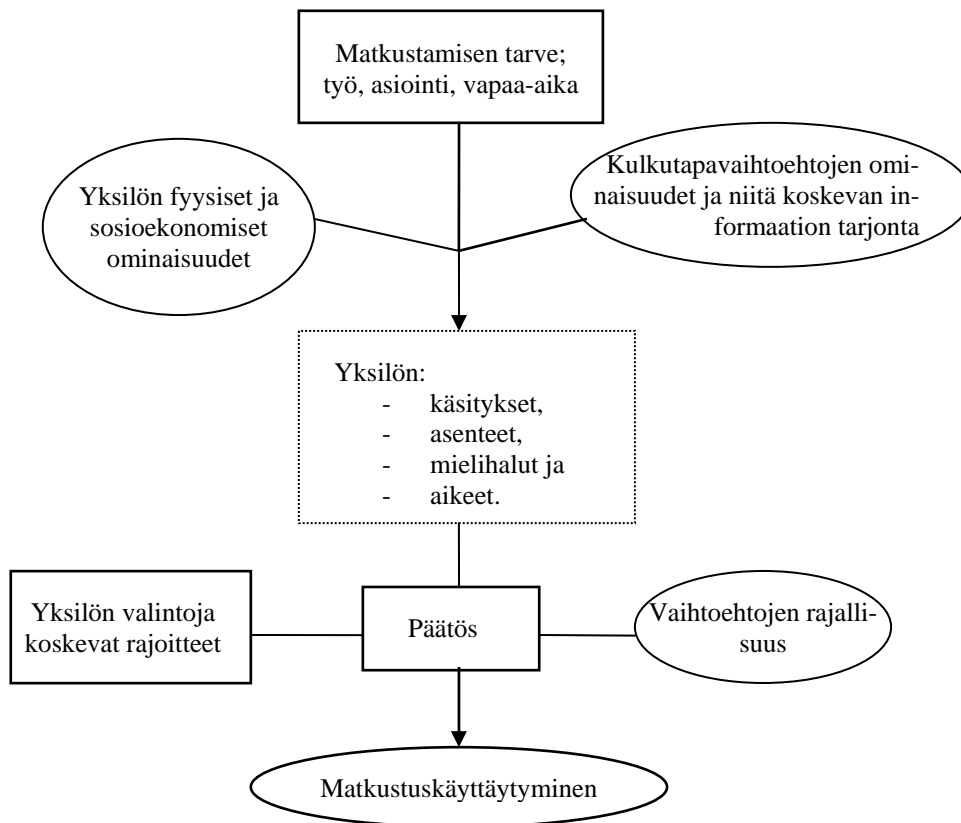 Matkustamisen tarve;
työ, asiointi, vapaa-aika
Yksilön fyysiset ja
sosioekonomiset
ominaisuudet
Kulkutapavaihtoehtojen omi-
naisuudet ja niitä koskevan in-
formaation tarjonta
Yksilön:
- käsitykset,
- asenteet,
- mielihalut ja
- aikeet.
Yksilön valintoja
koskevat rajoitteet
Päätös
Vaihtoehtojen rajalli-
suus
Matkustuskäyttäytyminen